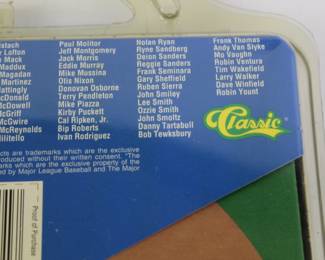 Paul Molitor Nolan Ryan Frank Thomas
Lofton Jeff Montgomery Ryne Sandberg Andy Van Slyke
Mack Jack Morris Deion Sanders Mo Vaughn
Maddux Eddie Murray Reggie Sanders Robin Ventura
Magadan Mike Mussina Frank Seminara Tim Wakefield
Martinez Otis Nixon Gary Sheffield Larry Walker
Mattingly Donovan Osborne Ruben Sierra Dave Winfield
McDonald Terry Pendleton John Smiley Robin Yount
McDowell Mike Piazza Lee Smith
McGriff Kirby Puckett Ozzie Smith
McGwire Cal Ripken, Jr. John Smoltz
McReynolds Bip Roberts Danny Tartabull
Ivan Rodriguez Bob Tewksbury
Classic
cts are trademarks which are the exclusive
roduced without their written consent. "The
marks which are the exclusive property of the
ed by Major League Baseball and The Major
Proof of Purchase